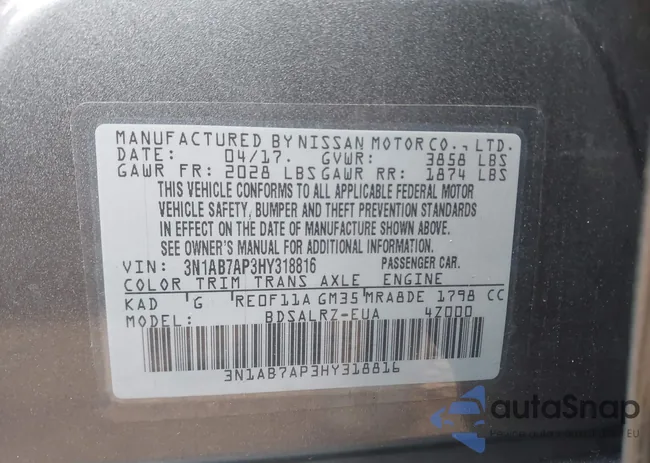 MANUFACTURED BY NISSAN MOTOR CO., LTD.
DATE: 04/17. GVWR: 3858 LBS
GAWR FR: 2028 LBS GAWR RR: 1874 LBS
THIS VEHICLE CONFORMS TO ALL APPLICABLE FEDERAL MOTOR
VEHICLE SAFETY, BUMPER AND THEFT PREVENTION STANDARDS
IN EFFECT ON THE DATE OF MANUFACTURE SHOWN ABOVE.
SEE OWNER'S MANUAL FOR ADDITIONAL INFORMATION
VIN: 3N1AB7AP3HY318816 PASSENGER CAR.
COLOR TRIM TRANS AXLE ENGINE
KAD G RE0F11A GM35 MRA8DE 1798 CC
MODEL: BDSALRZ-EUA 4Z000
3N1AB7AP3HY318816
autaSnap